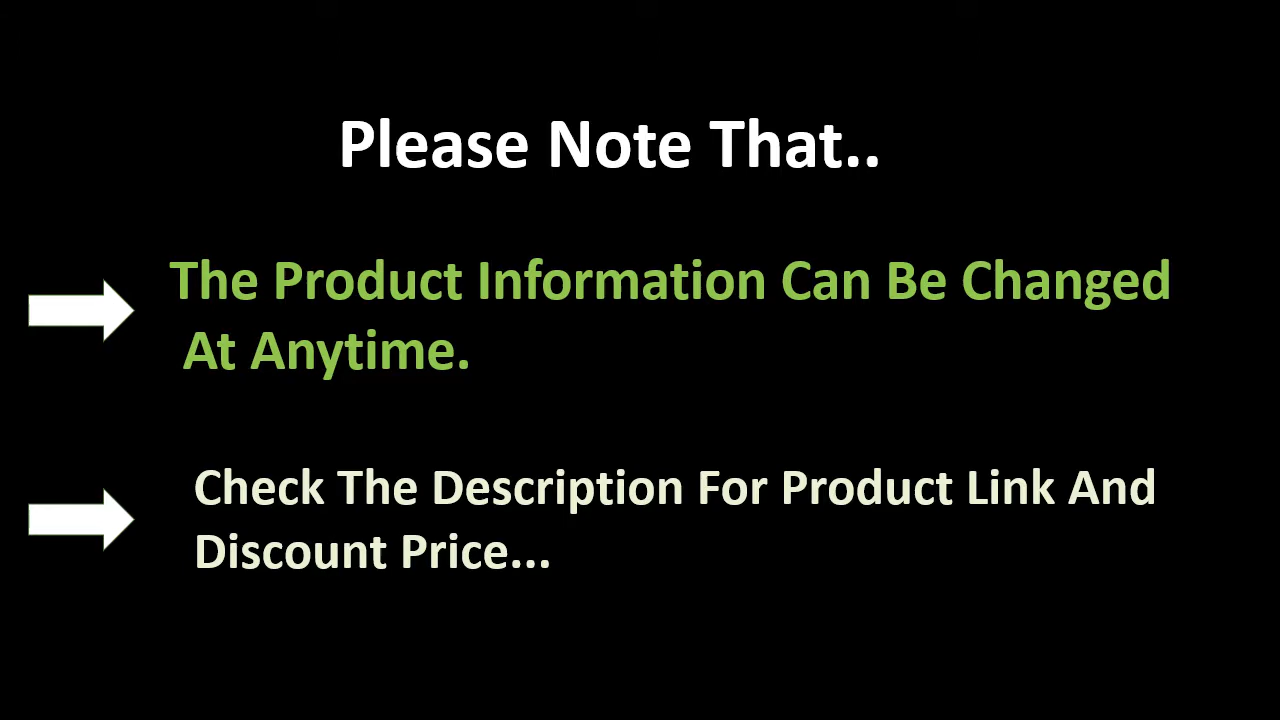 Please Note That..
The Product Information Can Be Changed
At Anytime.
Check The Description For Product Link And
Discount Price...